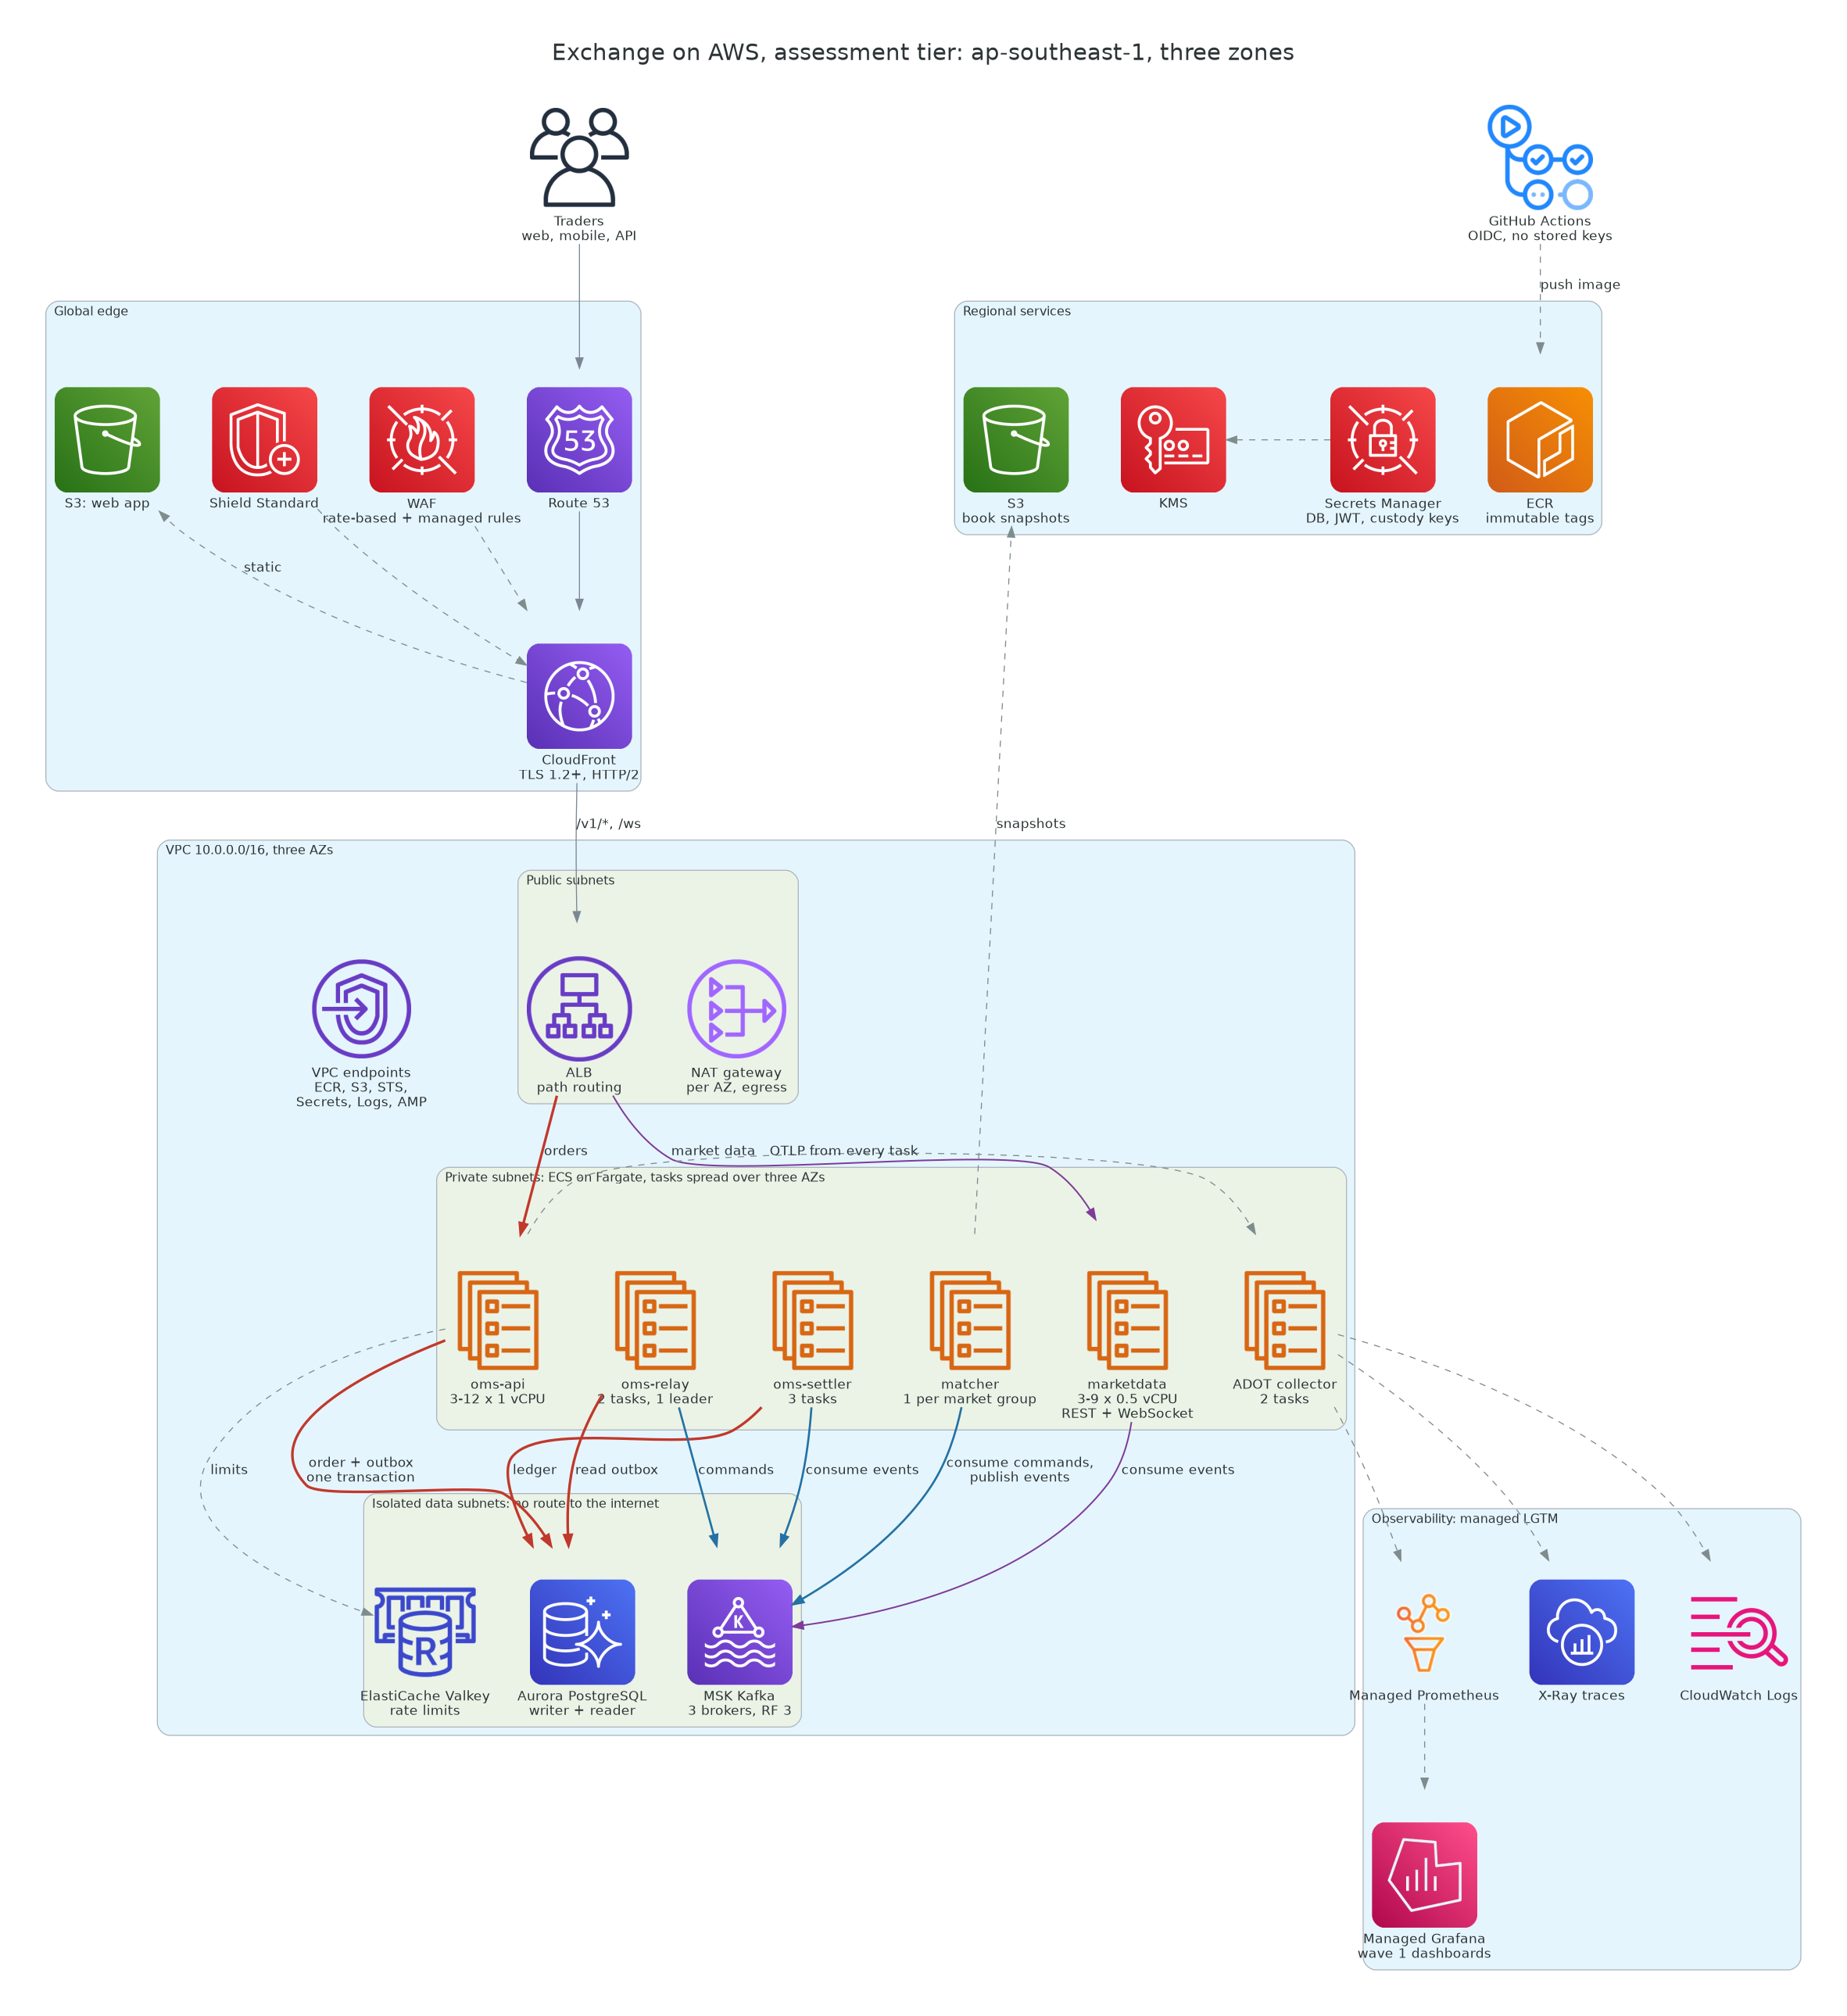 Exchange on AWS, assessment tier: ap-southeast-1, three zones
Traders
web, mobile, API
GitHub Actions
OIDC, no stored keys
push image
Global edge
S3: web app
Shield Standard
WAF
rate-based + managed rules
Route 53
53
static
CloudFront
TLS 1.2+, HTTP/2
Regional services
S3
book snapshots
KMS
Secrets Manager
DB, JWT, custody keys
ECR
immutable tags
/v1/*, /ws
snapshots
VPC 10.0.0.0/16, three AZs
Public subnets
VPC endpoints
ECR, S3, STS,
Secrets, Logs, AMP
ALB
path routing
NAT gateway
per AZ, egress
orders
market data
OTLP from every task
Private subnets: ECS on Fargate, tasks spread over three AZs
oms-api
3-12 x 1 vCPU
oms-relay
2 tasks, 1 leader
oms-settler
3 tasks
matcher
1 per market group
marketdata
3-9 x 0.5 vCPU
REST + WebSocket
ADOT collector
2 tasks
limits
order + outbox
one transaction
ledger
read outbox
commands
consume events
consume commands,
publish events
consume events
Isolated data subnets: no route to the internet
R
ElastiCache Valkey
rate limits
Aurora PostgreSQL
writer + reader
K
MSK Kafka
3 brokers, RF 3
Observability: managed LGTM
Managed Prometheus
X-Ray traces
CloudWatch Logs
Managed Grafana
wave 1 dashboards